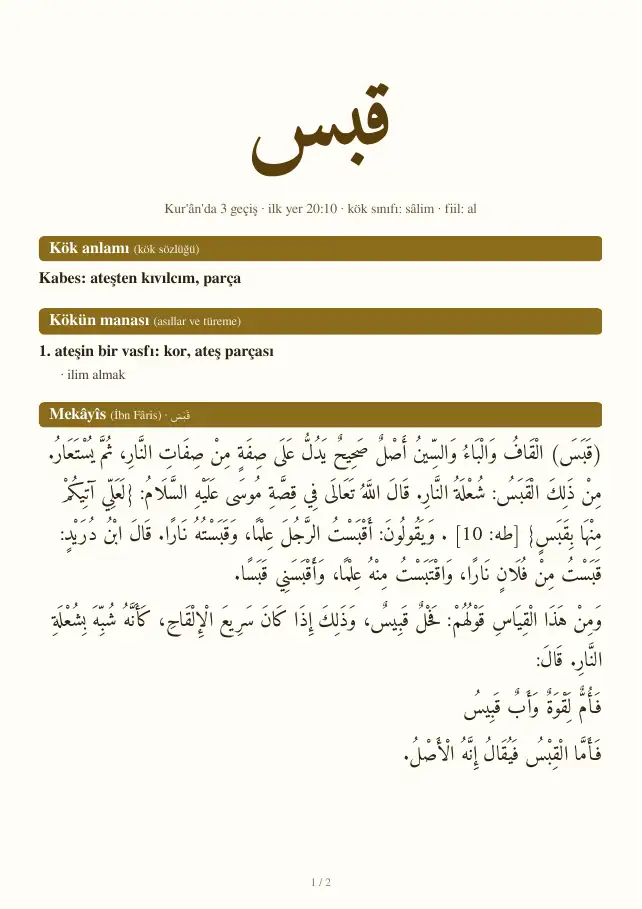 قبس
Kur'ân'da 3 geçiş · ilk yer 20:10 · kök sınıfı: sâlim · fiil: al
Kök anlamı (kök sözlüğü)
Kabes: ateşten kıvılcım, parça
Kökün manası (asıllar ve türeme)
1. ateşin bir vasfı: kor, ateş parçası
· ilim almak
Mekâyîs (İbn Fâris) · قَبَسَ
(قَبَسَ) الْقَافُ وَالْبَاءُ وَالسِّينُ أَصْلٌ صَحِيحٌ يَدُلُّ عَلَى صِفَةٍ مِنْ صِفَاتِ النَّارِ، ثُمَّ يُسْتَعَارُ.
مِنْ ذَلِكَ الْقَبَسُ: شُعْلَةُ النَّارِ. قَالَ اللَّهُ تَعَالَى فِي قِصَّةِ مُوسَى عَلَيْهِ السَّلَامُ: {لَعَلِّي آتِيكُمْ
مِنْهَا بِقَبَسٍ} [طه: 10] . وَيَقُولُونَ: أَقْبَسْتُ الرَّجُلَ عِلْمًا، وَقَبَسْتُهُ نَارًا. قَالَ ابْنُ دُرَيْدٍ:
قَبَسْتُ مِنْ فُلَانٍ نَارًا، وَاقْتَبَسْتُ مِنْهُ عِلْمًا، وَأَقْبَسَنِي قَبَسًا.
وَمِنْ هَذَا الْقِيَاسِ قَوْلُهُمْ: فَحْلٌ قَبِيسٌ، وَذَلِكَ إِذَا كَانَ سَرِيعَ الْإِلْقَاحِ، كَأَنَّهُ شُبِّهَ بِشُعْلَةِ
النَّارِ. قَالَ:
فَأُمٌّ لَقْوَةٌ وَأَبٌ قَبِيسُ
فَأَمَّا الْقِبْسُ فَيُقَالُ إِنَّهُ الْأَصْلُ.
1 / 2